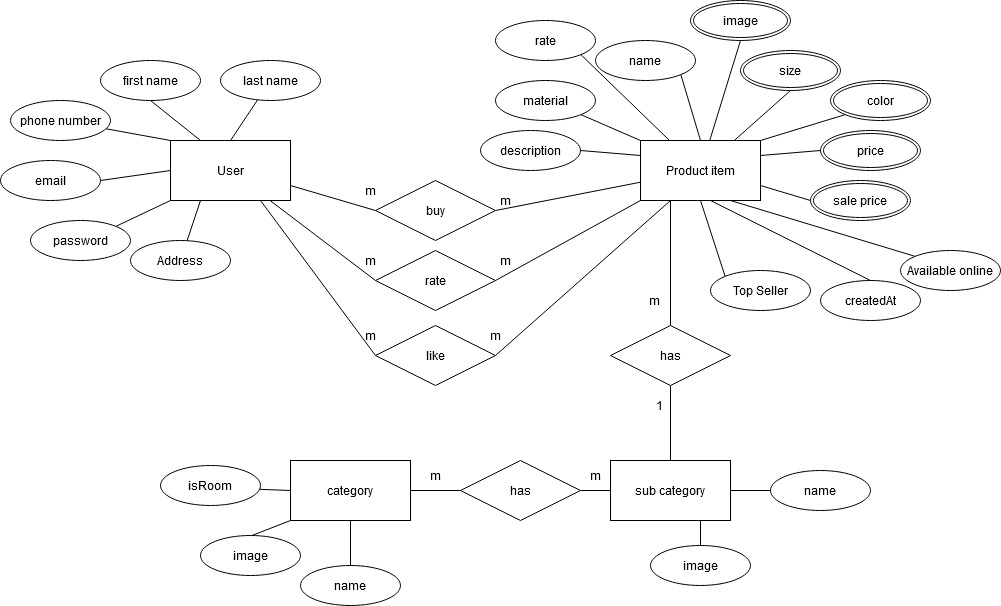 image
rate
name
size
first name
last name
material
color
phone number
description
price
User
Product item
email
m
buy
m
sale price
password
Address
m
rate
m
Available online
Top Seller
createdAt
m
m
like
m
m
has
1
isRoom
category
m
has
m
sub category
name
image
name
image